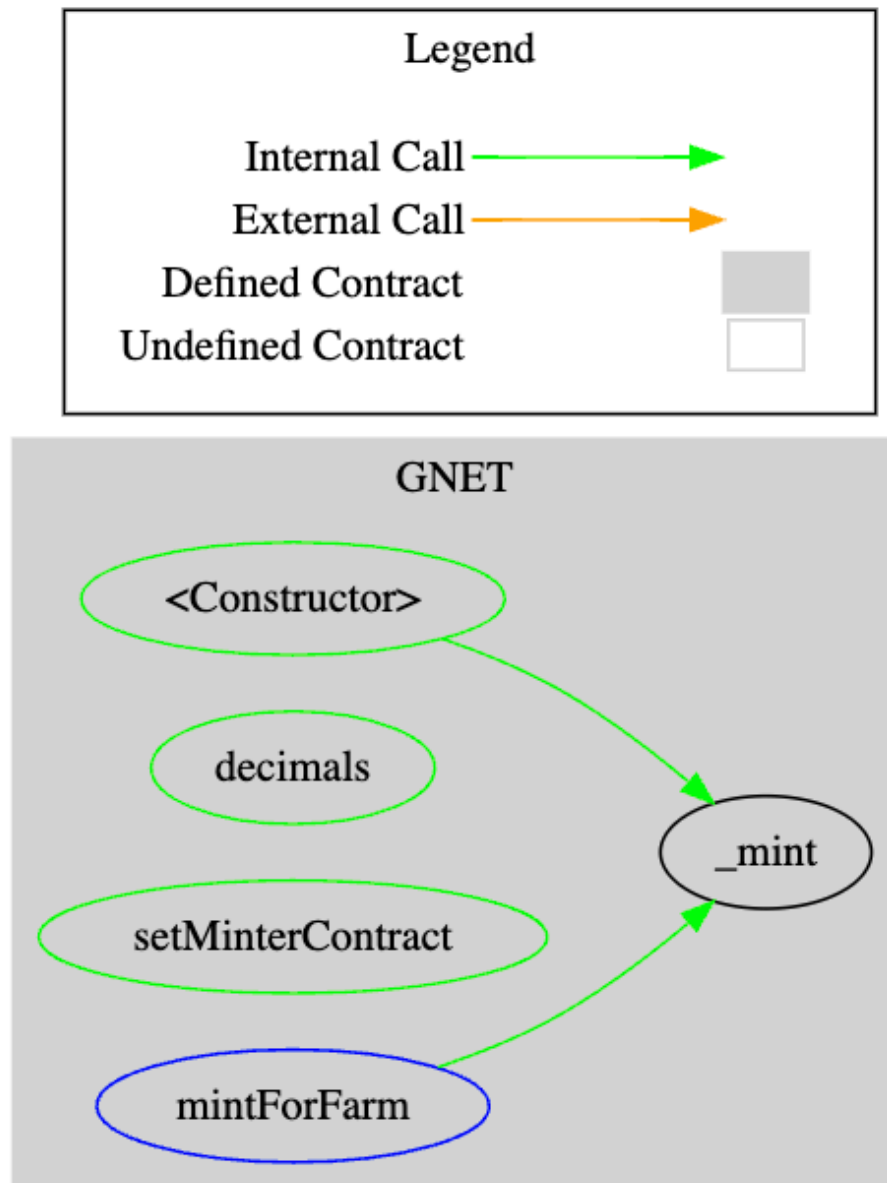 Legend
Internal Call
External Call
Defined Contract
Undefined Contract
GNET
<Constructor>
decimals
_mint
setMinterContract
mintForFarm